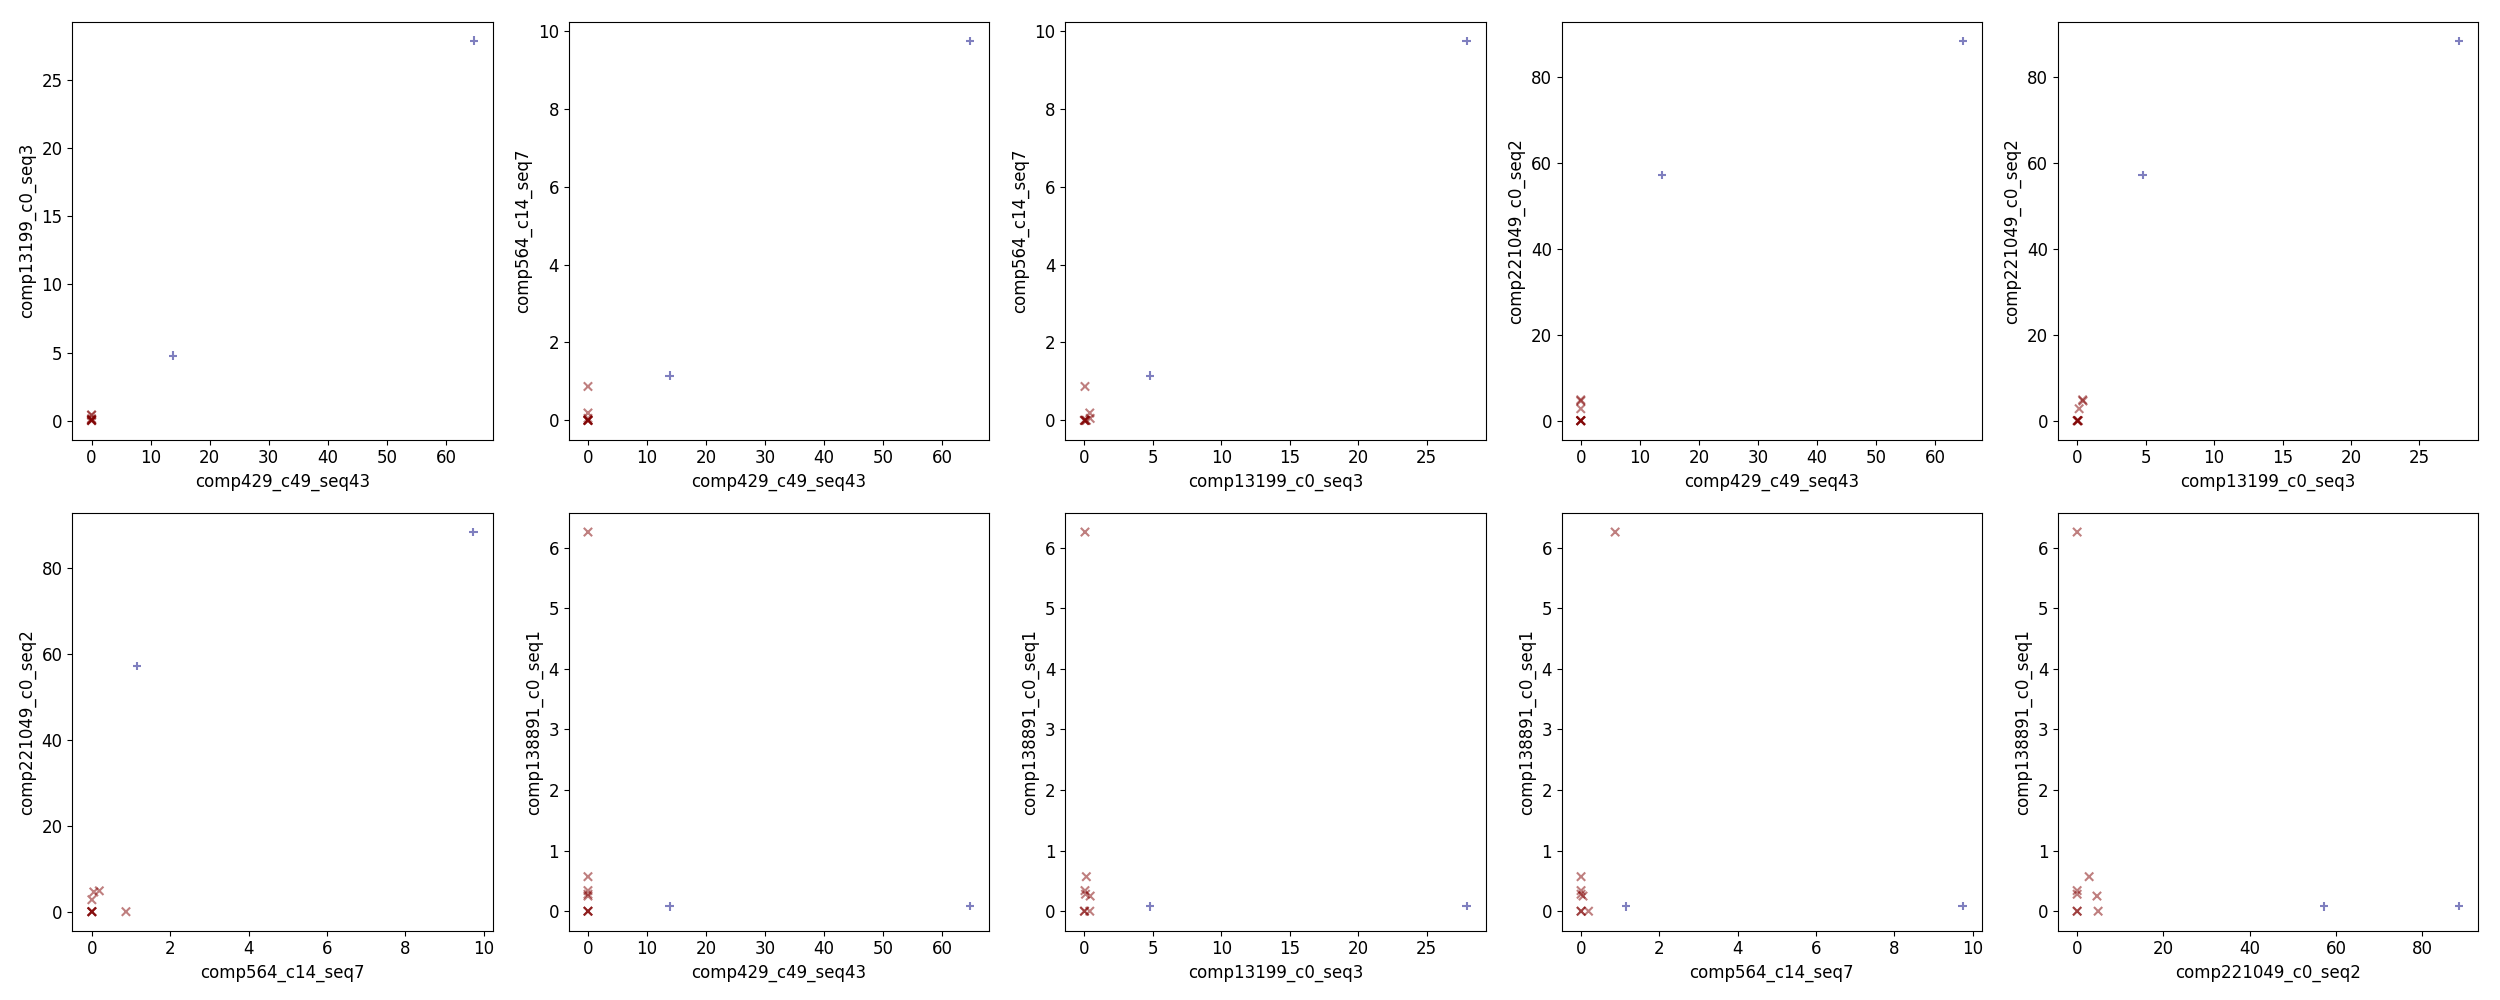 comp13199_c0_seq3
25
20
15
10
5
0
0 10 20 30 40 50 60
comp429_c49_seq43
comp564_c14_seq7
10
8
6
4
2
0
0 10 20 30 40 50 60
comp429_c49_seq43
comp564_c14_seq7
10
8
6
4
2
0
0 5 10 15 20 25
comp13199_c0_seq3
comp221049_c0_seq2
80
60
40
20
0
0 10 20 30 40 50 60
comp429_c49_seq43
comp221049_c0_seq2
80
60
40
20
0
0 5 10 15 20 25
comp13199_c0_seq3
comp221049_c0_seq2
80
60
40
20
0
0 2 4 6 8 10
comp564_c14_seq7
comp138891_c0_seq1
6
5
4
3
2
1
0
0 10 20 30 40 50 60
comp429_c49_seq43
comp138891_c0_seq1
6
5
4
3
2
1
0
0 5 10 15 20 25
comp13199_c0_seq3
comp138891_c0_seq1
6
5
4
3
2
1
0
0 2 4 6 8 10
comp564_c14_seq7
comp138891_c0_seq1
6
5
4
3
2
1
0
0 20 40 60 80
comp221049_c0_seq2